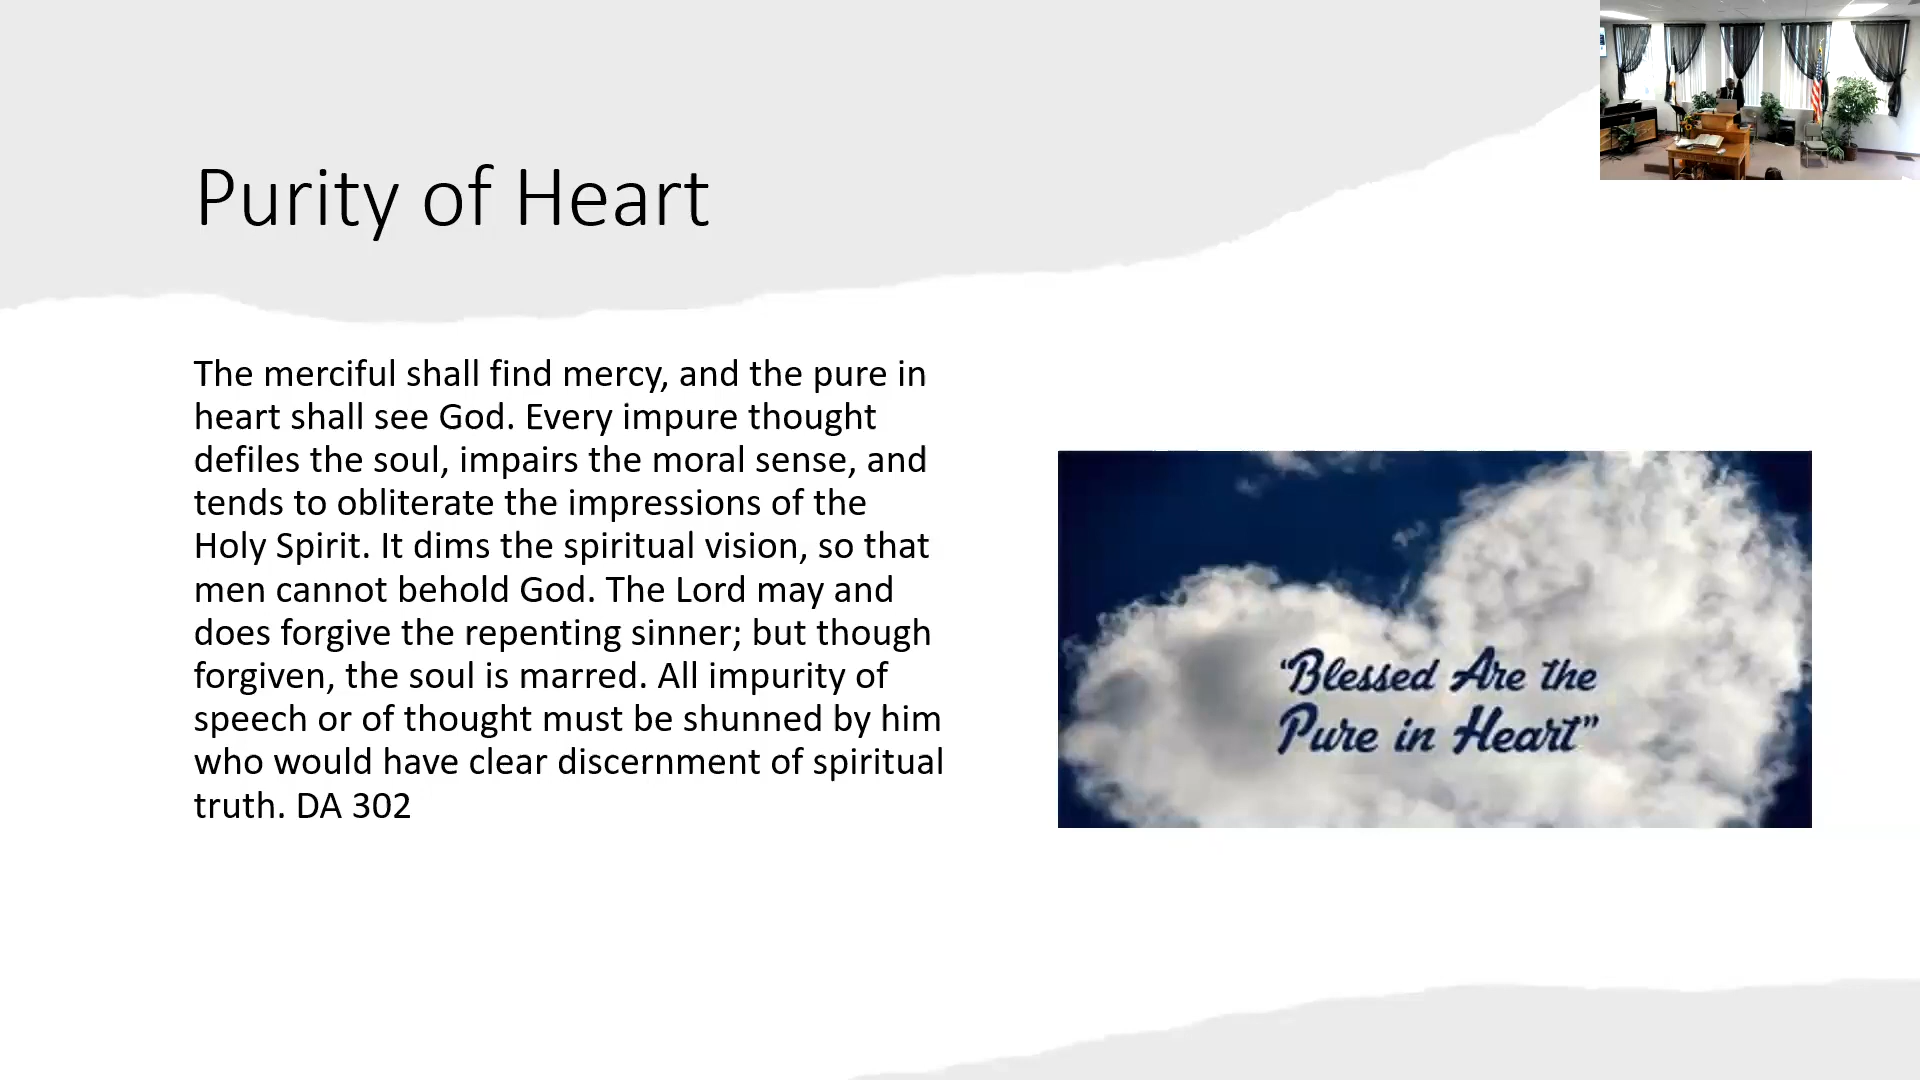 Purity of Heart
The merciful shall find mercy, and the pure in
heart shall see God. Every impure thought
defiles the soul, impairs the moral sense, and
tends to obliterate the impressions of the
Holy Spirit. It dims the spiritual vision, so that
men cannot behold God. The Lord may and
does forgive the repenting sinner; but though
forgiven, the soul is marred. All impurity of
speech or of thought must be shunned by him
who would have clear discernment of spiritual
truth. DA 302
“Blessed Are the
Pure in Heart”